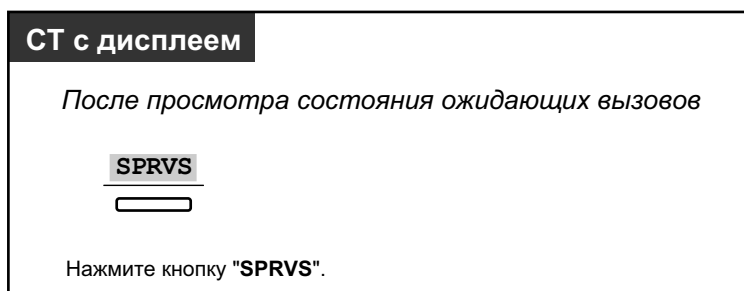 СТ с дисплеем
После просмотра состояния ожидающих вызовов
SPRVS
Нажмите кнопку "SPRVS".